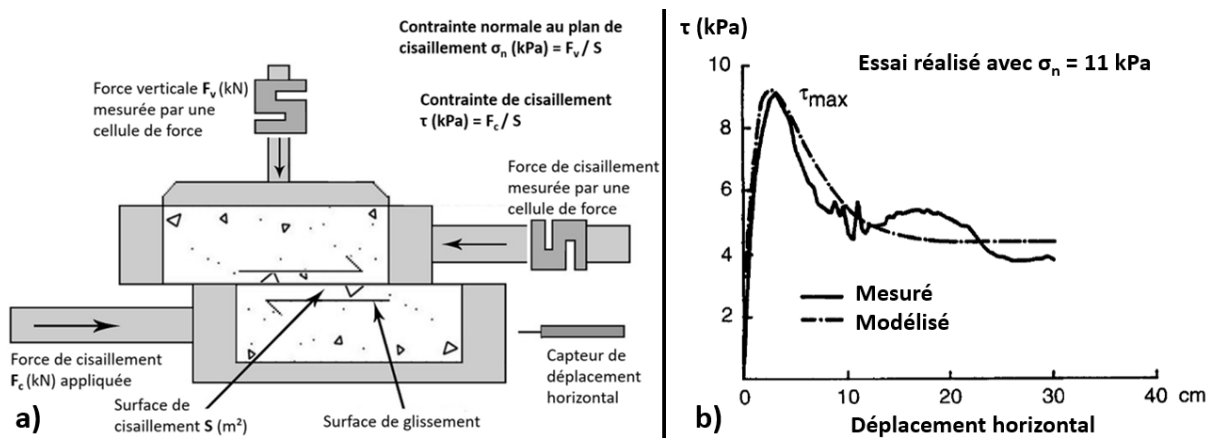 Contrainte normale au plan de
cisaillement σₙ (kPa) = Fᵥ / S
Force verticale Fᵥ (kN)
mesurée par une
cellule de force
Contrainte de cisaillement
τ (kPa) = F꜀ / S
Force de cisaillement
mesurée par une
cellule de force
Force de cisaillement
F꜀ (kN) appliquée
Surface de
cisaillement S (m²)
Surface de glissement
Capteur de
déplacement
horizontal
a)
τ (kPa)
Essai réalisé avec σₙ = 11 kPa
τmax
10
8
6
4
2
Mesuré
Modélisé
0 10 20 30 40 cm
Déplacement horizontal
b)